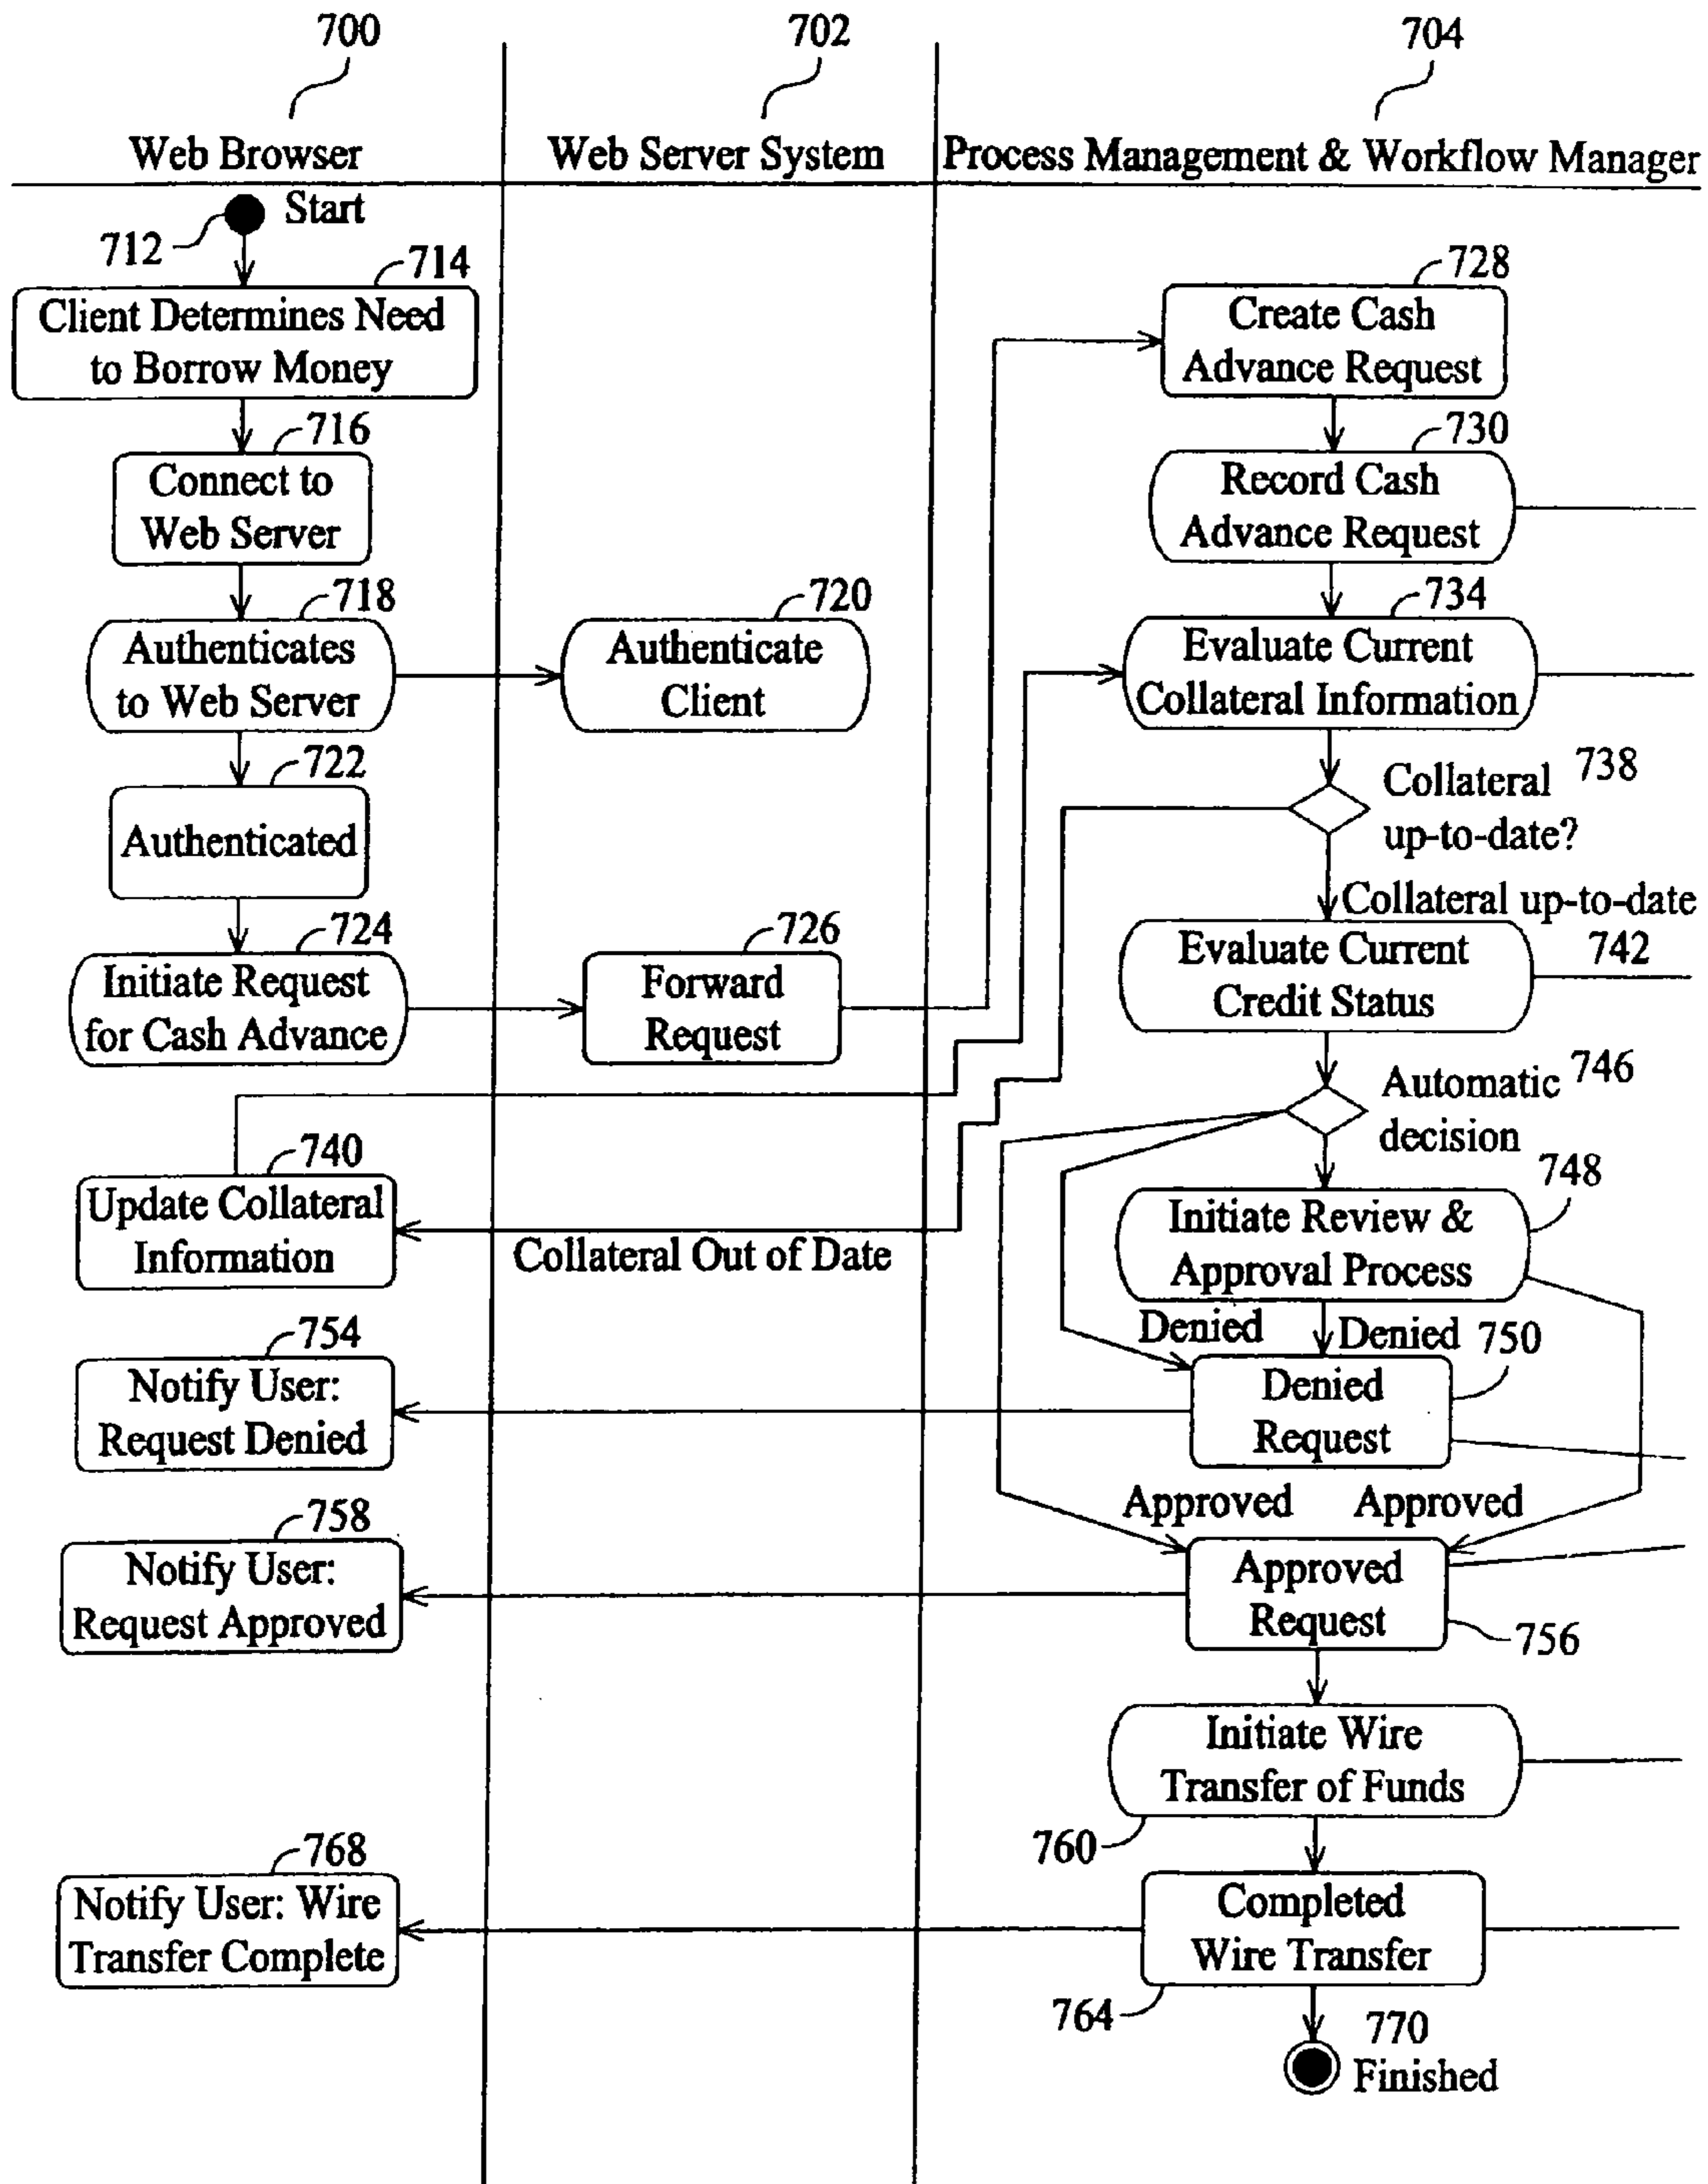 700
702
704
Web Browser
Web Server System
Process Management & Workflow Manager
Start
712
714
Client Determines Need
to Borrow Money
716
Connect to
Web Server
718
Authenticates
to Web Server
720
Authenticate
Client
722
Authenticated
724
Initiate Request
for Cash Advance
726
Forward
Request
728
Create Cash
Advance Request
730
Record Cash
Advance Request
734
Evaluate Current
Collateral Information
Collateral 738
up-to-date?
Collateral up-to-date
Evaluate Current
Credit Status
742
Automatic 746
decision
740
Update Collateral
Information
Collateral Out of Date
748
Initiate Review &
Approval Process
Denied
Denied
750
Denied
Request
754
Notify User:
Request Denied
Approved
Approved
758
Notify User:
Request Approved
Approved
Request
756
Initiate Wire
Transfer of Funds
760
768
Notify User: Wire
Transfer Complete
Completed
Wire Transfer
764
770
Finished